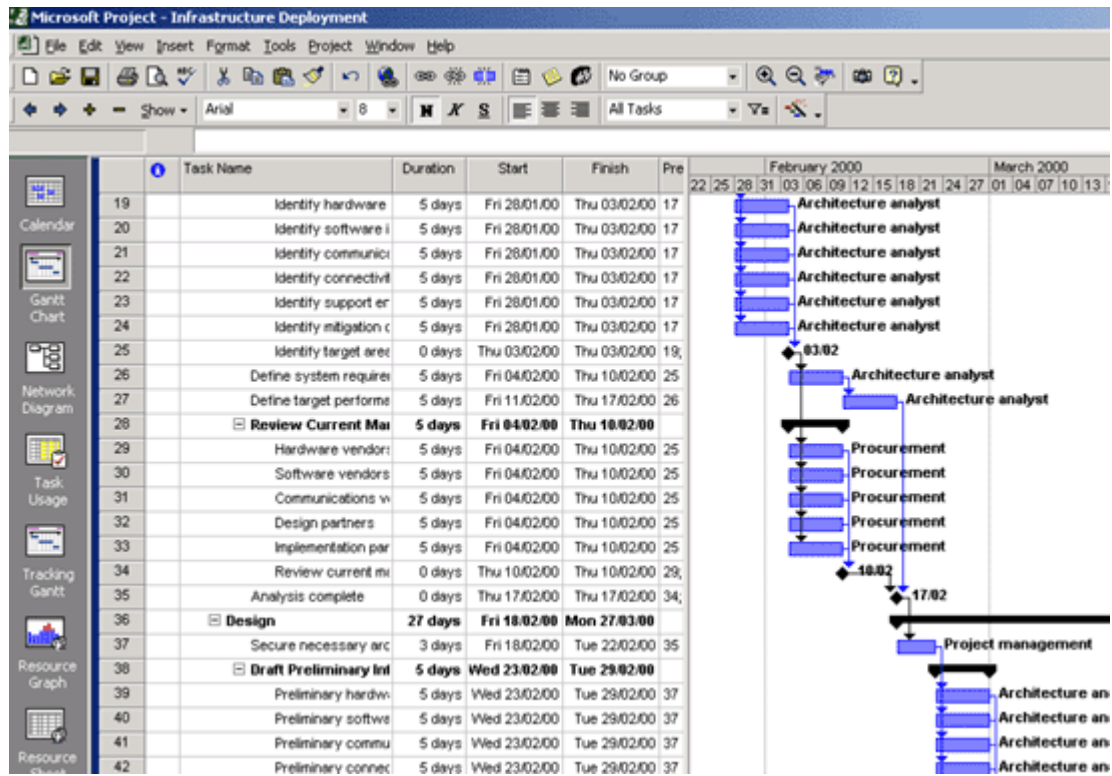 Microsoft Project - Infrastructure Deployment
File Edit View Insert Format Tools Project Window Help
No Group
Show Arial 8 N K S All Tasks
Task Name Duration Start Finish Pre February 2000 March 2000
22 25 28 31 03 06 09 12 15 18 21 24 27 01 04 07 10 13
19 Identify hardware 5 days Fri 28/01/00 Thu 03/02/00 17 Architecture analyst
20 Identify software i 5 days Fri 28/01/00 Thu 03/02/00 17 Architecture analyst
21 Identify communica 5 days Fri 28/01/00 Thu 03/02/00 17 Architecture analyst
22 Identify connectivit 5 days Fri 28/01/00 Thu 03/02/00 17 Architecture analyst
23 Identify support er 5 days Fri 28/01/00 Thu 03/02/00 17 Architecture analyst
24 Identify mitigation c 5 days Fri 28/01/00 Thu 03/02/00 17 Architecture analyst
25 Identify target area 0 days Thu 03/02/00 Thu 03/02/00 19; 03/02
26 Define system requirer 5 days Fri 04/02/00 Thu 10/02/00 25 Architecture analyst
27 Define target performa 5 days Fri 11/02/00 Thu 17/02/00 26 Architecture analyst
28 Review Current Mar 5 days Fri 04/02/00 Thu 10/02/00
29 Hardware vendors 5 days Fri 04/02/00 Thu 10/02/00 25 Procurement
30 Software vendors 5 days Fri 04/02/00 Thu 10/02/00 25 Procurement
31 Communications v 5 days Fri 04/02/00 Thu 10/02/00 25 Procurement
32 Design partners 5 days Fri 04/02/00 Thu 10/02/00 25 Procurement
33 Implementation par 5 days Fri 04/02/00 Thu 10/02/00 25 Procurement
34 Review current ma 0 days Thu 10/02/00 Thu 10/02/00 29; 10/02
35 Analysis complete 0 days Thu 17/02/00 Thu 17/02/00 34; 17/02
36 Design 27 days Fri 18/02/00 Mon 27/03/00
37 Secure necessary arc 3 days Fri 18/02/00 Tue 22/02/00 35 Project management
38 Draft Preliminary Inf 5 days Wed 23/02/00 Tue 29/02/00
39 Preliminary hardw 5 days Wed 23/02/00 Tue 29/02/00 37 Architecture an
40 Preliminary softwa 5 days Wed 23/02/00 Tue 29/02/00 37 Architecture an
41 Preliminary commu 5 days Wed 23/02/00 Tue 29/02/00 37 Architecture an
42 Preliminary connec 5 days Wed 23/02/00 Tue 29/02/00 37 Architecture an
Calendar
Gantt
Chart
Network
Diagram
Task
Usage
Tracking
Gantt
Resource
Graph
Resource
Sheet